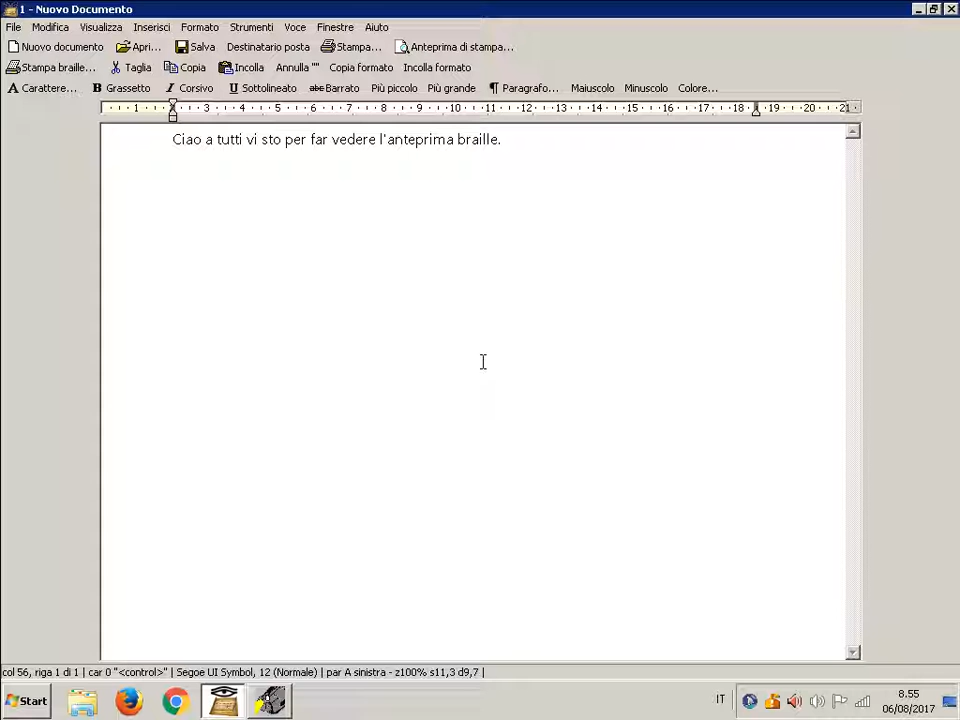 1 - Nuovo Documento
File Modifica Visualizza Inserisci Formato Strumenti Voce Finestre Aiuto
Nuovo documento Apri... Salva Destinatario posta Stampa... Anteprima di stampa...
Stampa braille... Taglia Copia Incolla Annulla "" Copia formato Incolla formato
A Carattere... B Grassetto I Corsivo U Sottolineato abc Barrato Più piccolo Più grande ¶ Paragrafo... Maiuscolo Minuscolo Colore...
1 3 4 5 6 7 8 9 10 11 12 13 14 15 16 17 18 19 20 21
Ciao a tutti vi sto per far vedere l'anteprima braille.
col 56, riga 1 di 1 | car 0 "<control>" | Segoe UI Symbol, 12 (Normale) | par A sinistra - z100% s11,3 d9,7 |
Start IT 8.55
06/08/2017